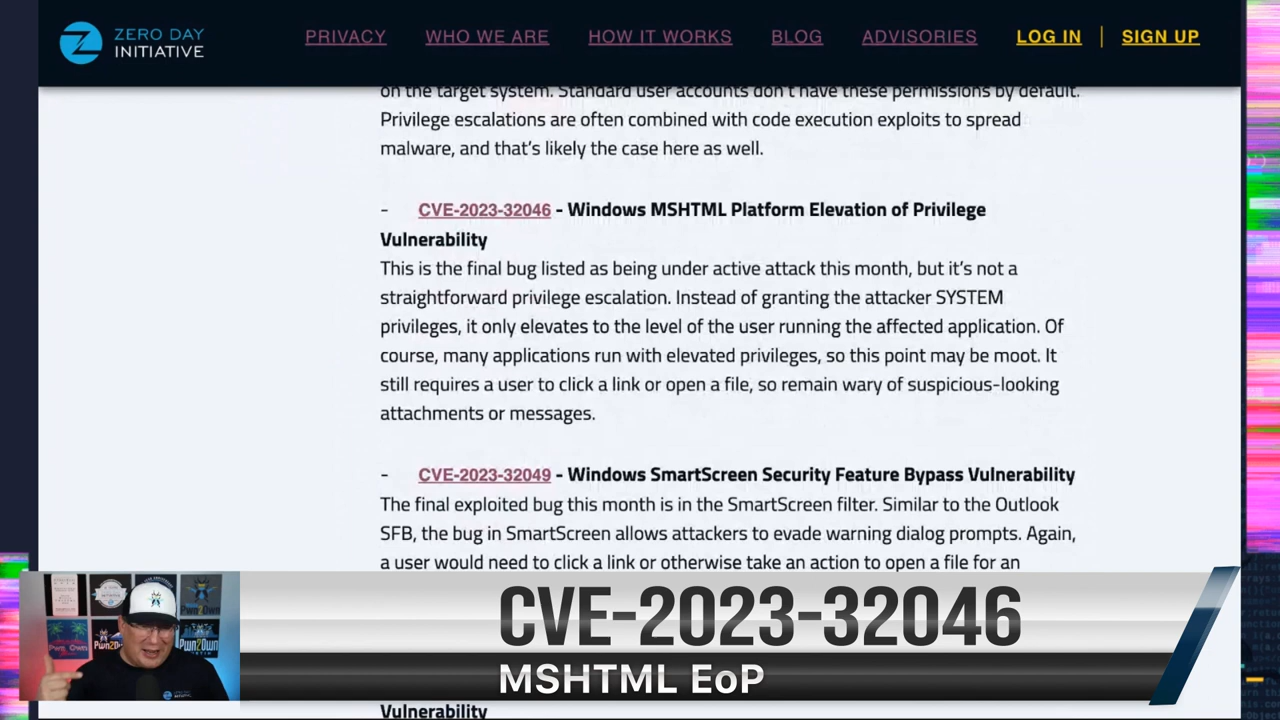 ZERO DAY
INITIATIVE
PRIVACY WHO WE ARE HOW IT WORKS BLOG ADVISORIES LOG IN | SIGN UP
on the target system. Standard user accounts don't have these permissions by default.
Privilege escalations are often combined with code execution exploits to spread
malware, and that's likely the case here as well.
- CVE-2023-32046 - Windows MSHTML Platform Elevation of Privilege
Vulnerability
This is the final bug listed as being under active attack this month, but it's not a
straightforward privilege escalation. Instead of granting the attacker SYSTEM
privileges, it only elevates to the level of the user running the affected application. Of
course, many applications run with elevated privileges, so this point may be moot. It
still requires a user to click a link or open a file, so remain wary of suspicious-looking
attachments or messages.
- CVE-2023-32049 - Windows SmartScreen Security Feature Bypass Vulnerability
The final exploited bug this month is in the SmartScreen filter. Similar to the Outlook
SFB, the bug in SmartScreen allows attackers to evade warning dialog prompts. Again,
a user would need to click a link or otherwise take an action to open a file for an
CVE-2023-32046
MSHTML EoP
Pwn2Own
Pwn Own
Pwn2Own
Pwn2Own
Vulnerability